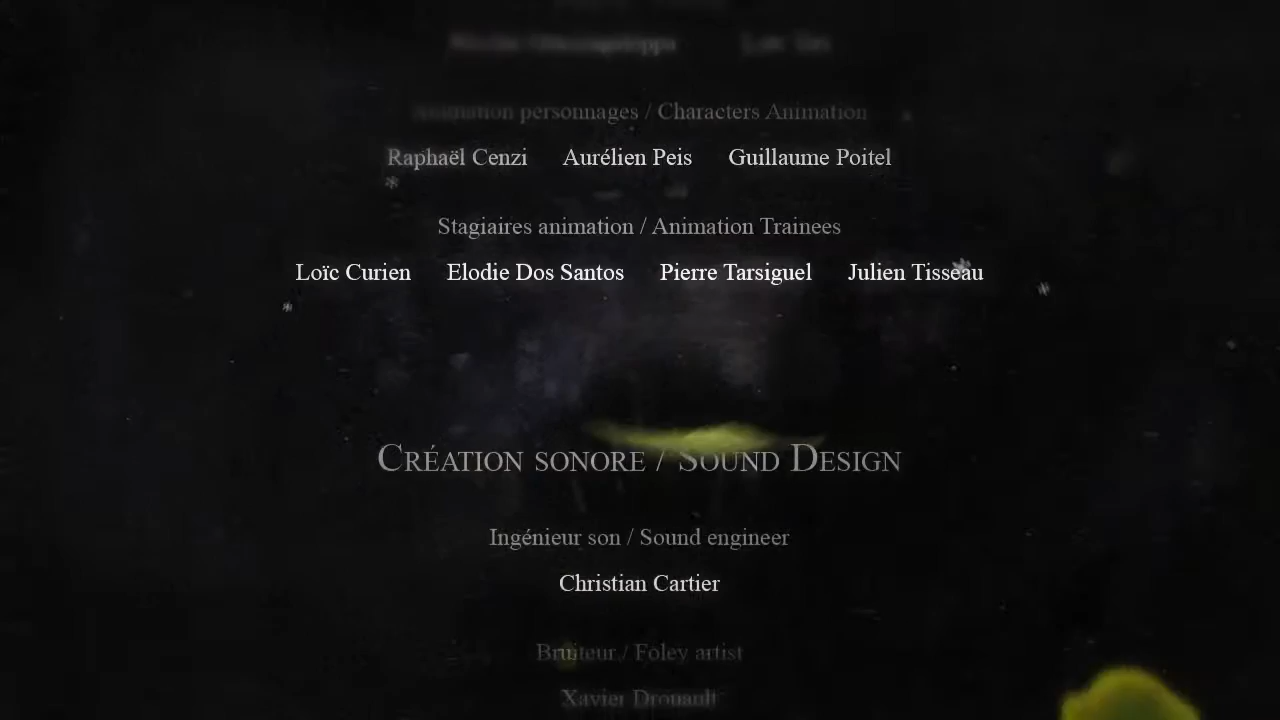 Animation personnages / Characters Animation
Raphaël Cenzi Aurélien Peis Guillaume Poitel
Stagiaires animation / Animation Trainees
Loïc Curien Elodie Dos Santos Pierre Tarsiguel Julien Tisseau
Création sonore / Sound Design
Ingénieur son / Sound engineer
Christian Cartier
Bruiteur / Foley artist
Xavier Drouault